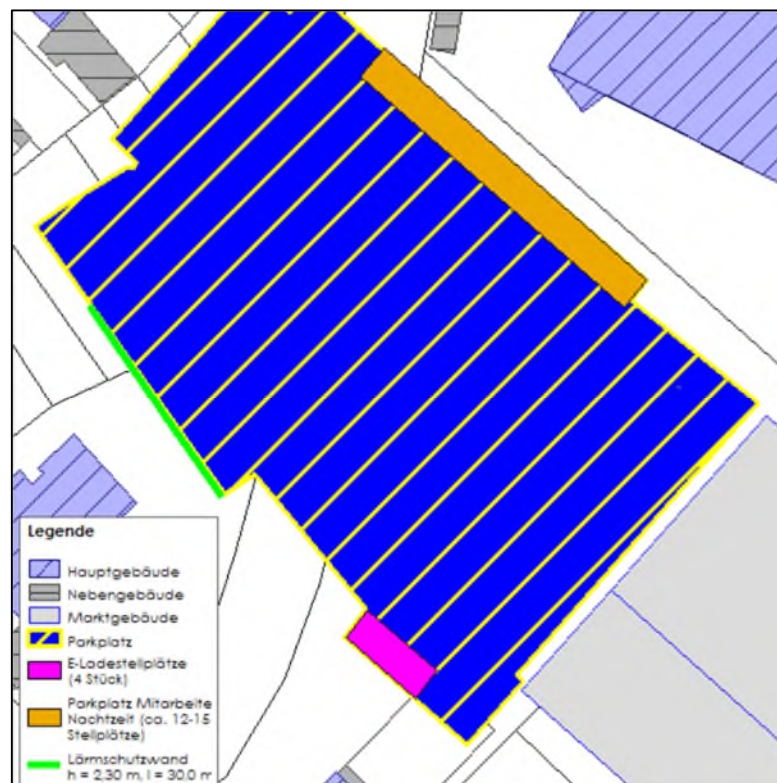 Legende
Hauptgebäude
Nebengebäude
Marktgebäude
Parkplatz
E-Ladestellplätze
(4 Stück)
Parkplatz Mitarbeite
Nachtzeit (ca. 12-15
Stellplätze)
Lärmschutzwand
h = 2,30 m, l = 30,0 m